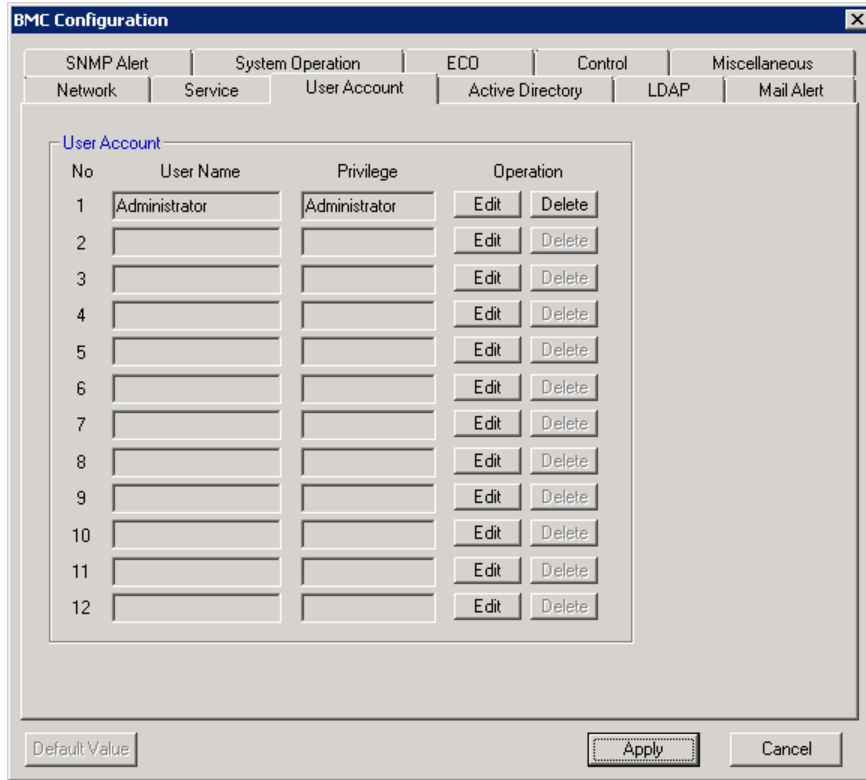 BMC Configuration
SNMP Alert System Operation ECO Control Miscellaneous
Network Service User Account Active Directory LDAP Mail Alert
User Account
No User Name Privilege Operation
1 Administrator Administrator Edit Delete
2 Edit Delete
3 Edit Delete
4 Edit Delete
5 Edit Delete
6 Edit Delete
7 Edit Delete
8 Edit Delete
9 Edit Delete
10 Edit Delete
11 Edit Delete
12 Edit Delete
Default Value Apply Cancel